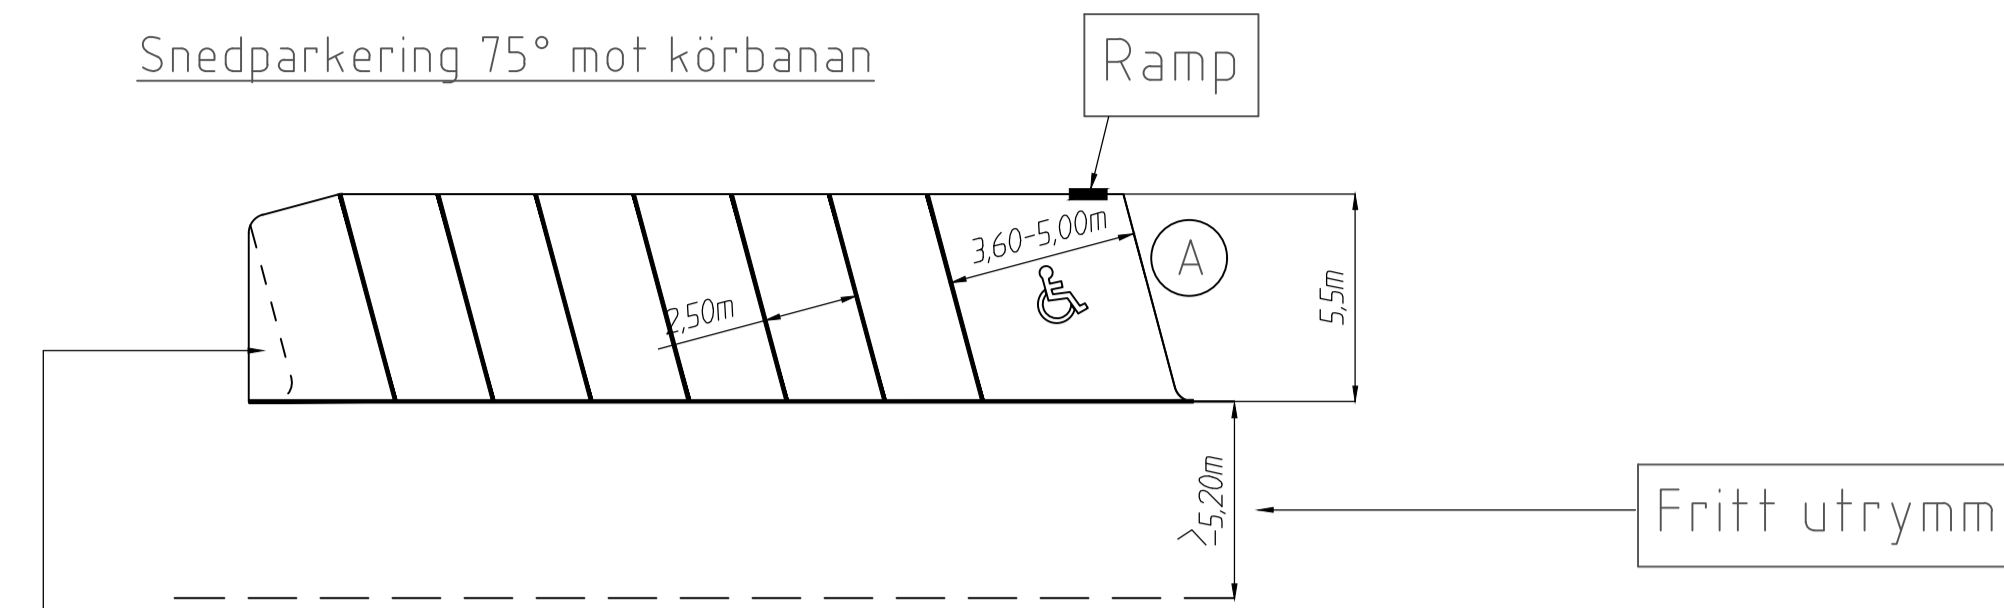 Snedparkering 75° mot körbanan
Ramp
3,60-5,00m
A
2,50m
5,5m
≥5,20m
Fritt utrymm